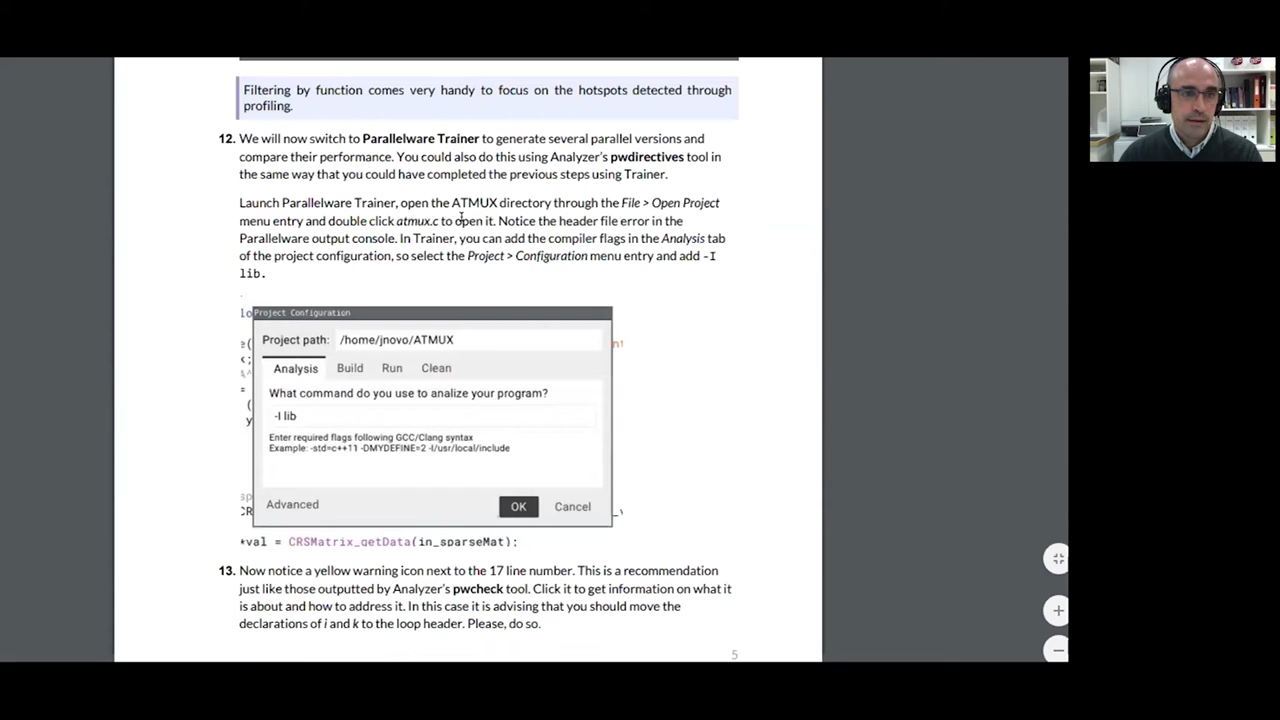 Filtering by function comes very handy to focus on the hotspots detected through
profiling.
12. We will now switch to Parallelware Trainer to generate several parallel versions and
compare their performance. You could also do this using Analyzer's pwdirectives tool in
the same way that you could have completed the previous steps using Trainer.
Launch Parallelware Trainer, open the ATMUX directory through the File > Open Project
menu entry and double click atmux.c to open it. Notice the header file error in the
Parallelware output console. In Trainer, you can add the compiler flags in the Analysis tab
of the project configuration, so select the Project > Configuration menu entry and add -I
lib.
Project Configuration
Project path: /home/jnovo/ATMUX
Analysis Build Run Clean
What command do you use to analize your program?
-I lib
Enter required flags following GCC/Clang syntax
Example: -std=c++11 -DMYDEFINE=2 -I/usr/local/include
Advanced OK Cancel
*val = CRSMatrix_getData(in_sparseMat);
13. Now notice a yellow warning icon next to the 17 line number. This is a recommendation
just like those outputted by Analyzer's pwcheck tool. Click it to get information on what it
is about and how to address it. In this case it is advising that you should move the
declarations of i and k to the loop header. Please, do so.
5